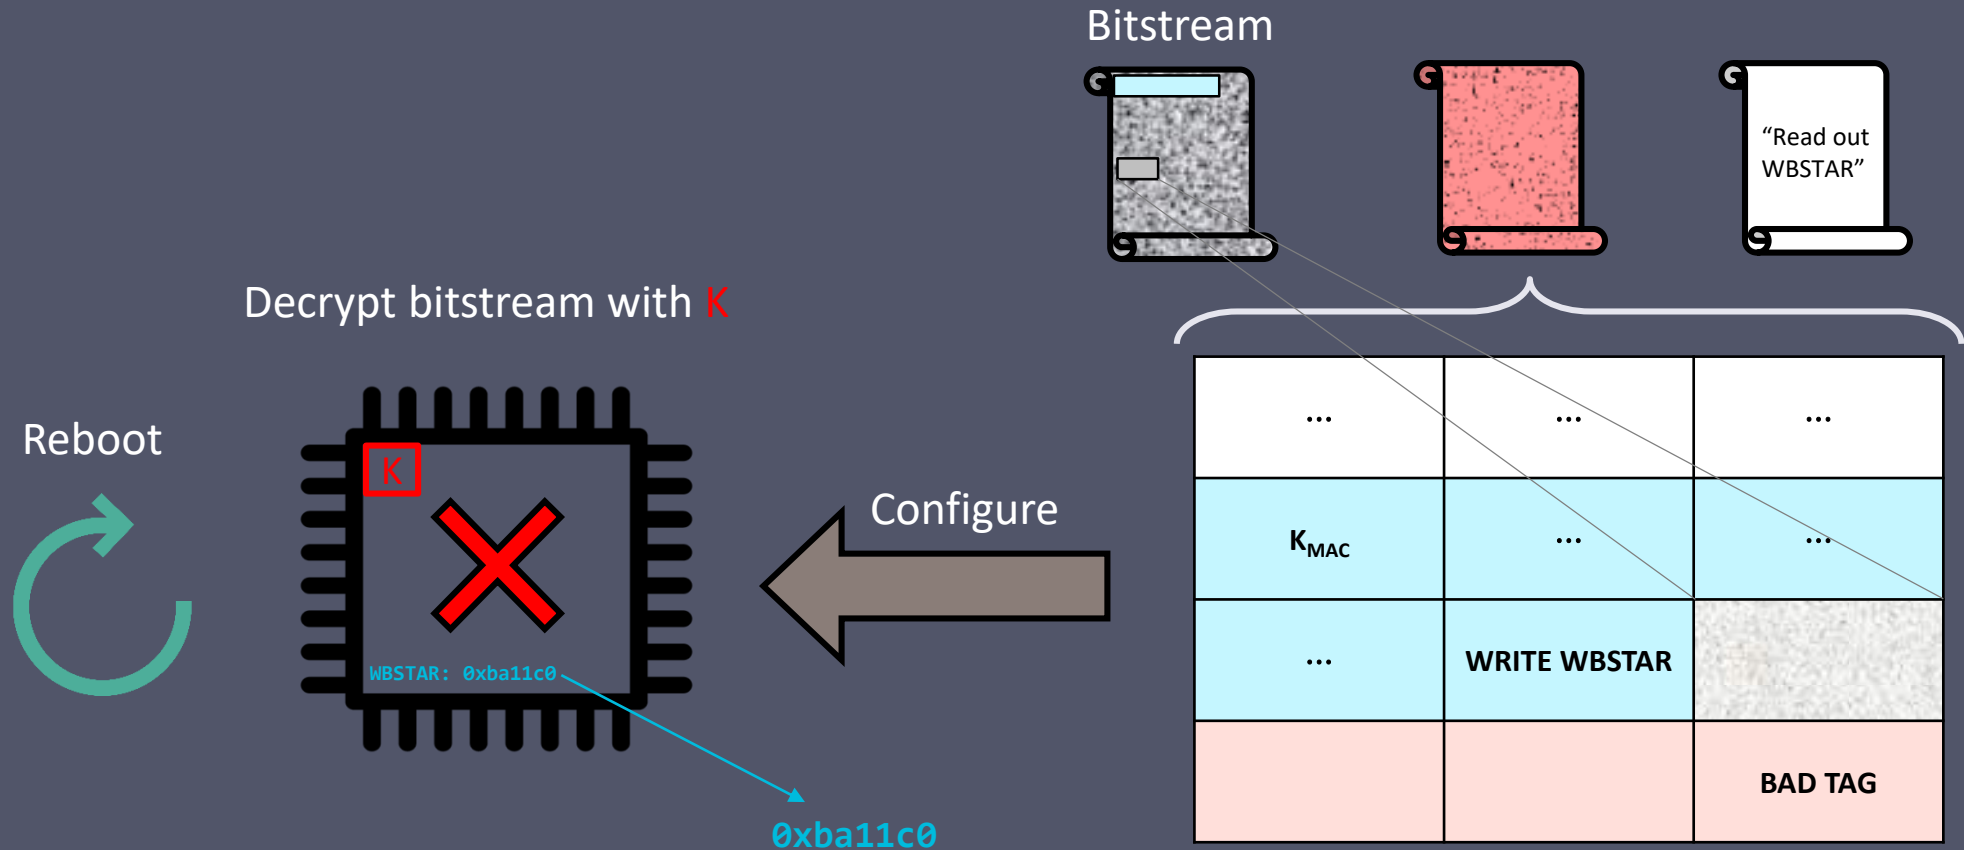 Bitstream
“Read out
WBSTAR”
Decrypt bitstream with K
Reboot
K
WBSTAR: 0xba11c0
0xba11c0
Configure
... ... ...
KMAC ... ...
... WRITE WBSTAR
BAD TAG